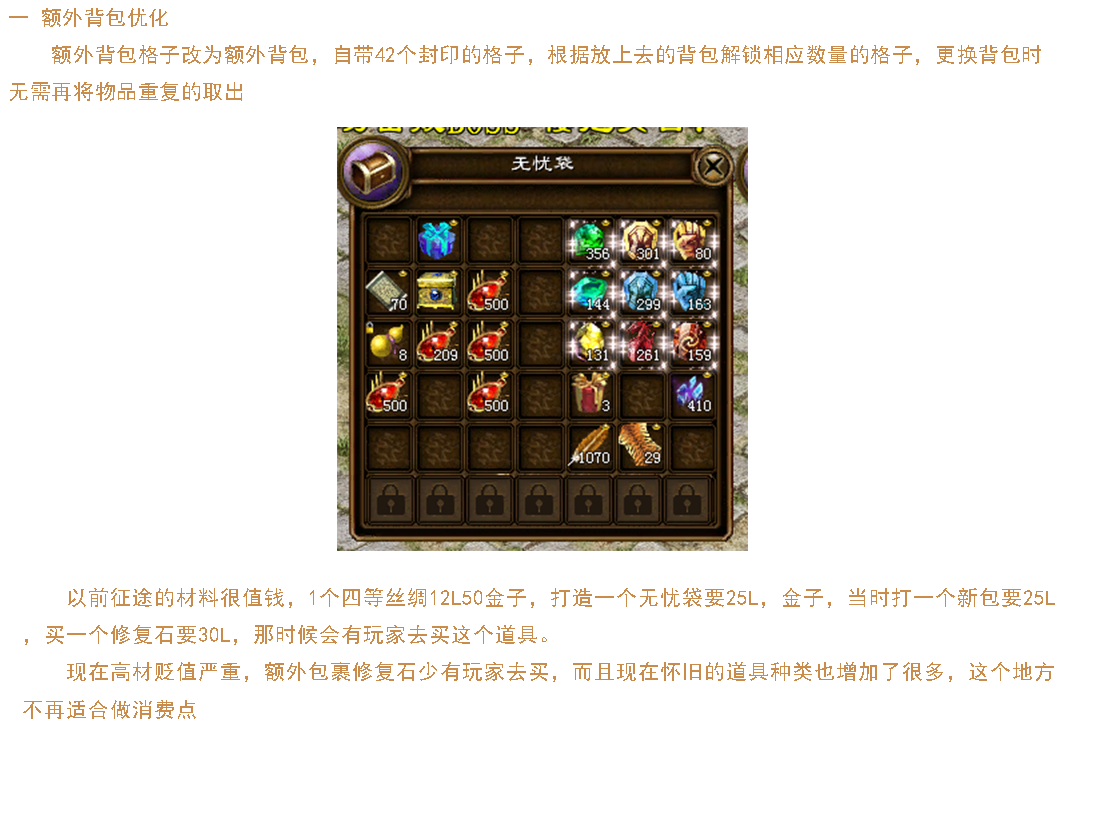 一 额外背包优化
额外背包格子改为额外背包，自带42个封印的格子，根据放上去的背包解锁相应数量的格子，更换背包时
无需再将物品重复的取出
无忧袋
356 301 80
70 500 144 299 163
8 209 500 131 261 159
500 500 3 410
1070 29
以前征途的材料很值钱，1个四等丝绸12L50金子，打造一个无忧袋要25L，金子，当时打一个新包要25L
，买一个修复石要30L，那时候会有玩家去买这个道具。
现在高材贬值严重，额外包裹修复石少有玩家去买，而且现在怀旧的道具种类也增加了很多，这个地方
不再适合做消费点